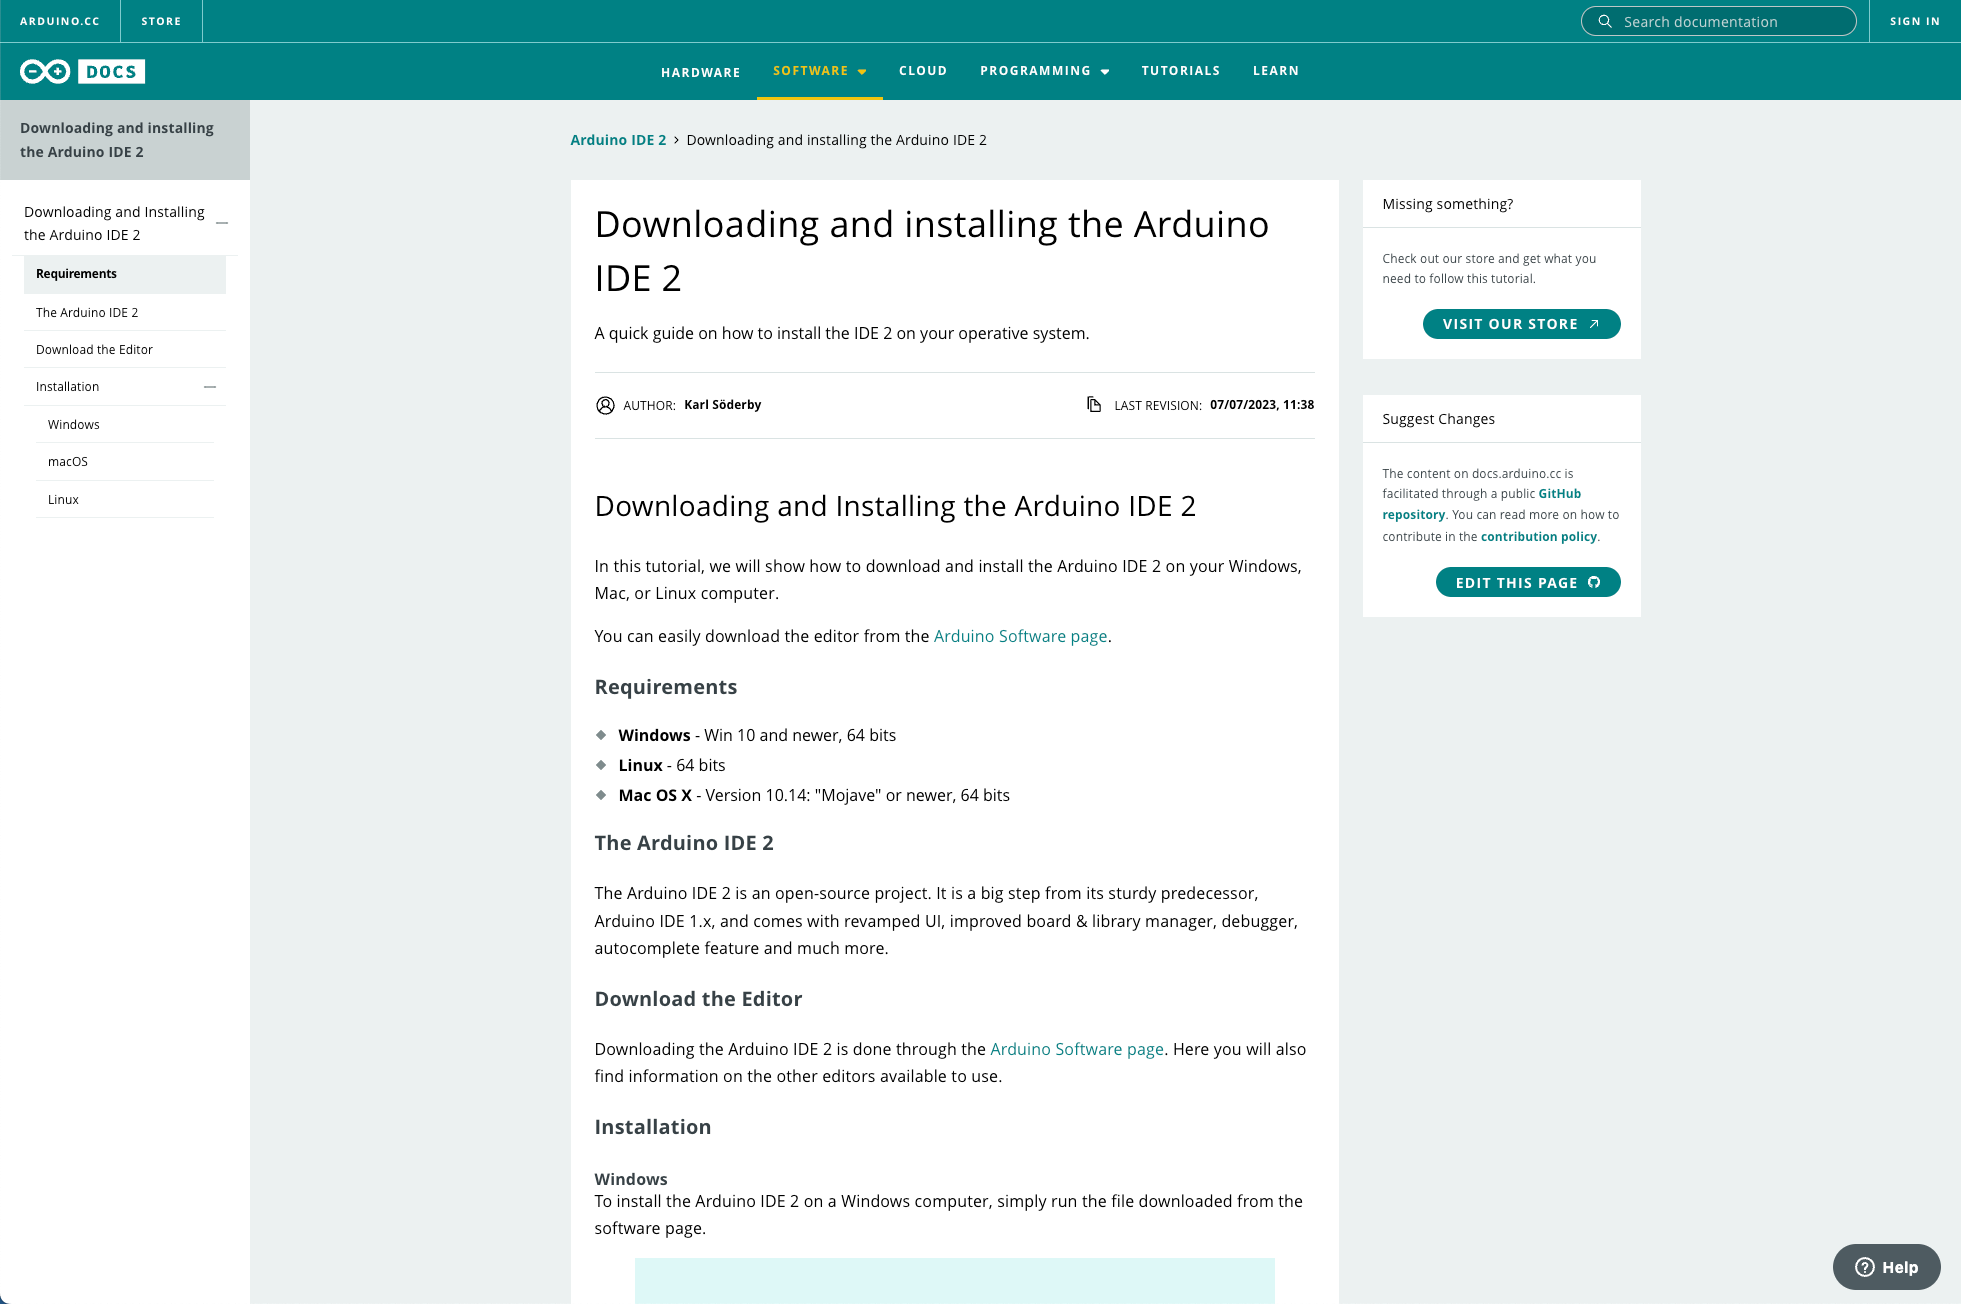 ARDUINO.CC
STORE
Search documentation
SIGN IN
DOCS
HARDWARE
SOFTWARE
CLOUD
PROGRAMMING
TUTORIALS
LEARN
Downloading and installing
the Arduino IDE 2
Downloading and Installing
the Arduino IDE 2
Requirements
The Arduino IDE 2
Download the Editor
Installation
Windows
macOS
Linux
Arduino IDE 2 > Downloading and installing the Arduino IDE 2
Downloading and installing the Arduino
IDE 2
A quick guide on how to install the IDE 2 on your operative system.
AUTHOR: Karl Söderby
LAST REVISION: 07/07/2023, 11:38
Downloading and Installing the Arduino IDE 2
In this tutorial, we will show how to download and install the Arduino IDE 2 on your Windows,
Mac, or Linux computer.
You can easily download the editor from the Arduino Software page.
Requirements
Windows - Win 10 and newer, 64 bits
Linux - 64 bits
Mac OS X - Version 10.14: "Mojave" or newer, 64 bits
The Arduino IDE 2
The Arduino IDE 2 is an open-source project. It is a big step from its sturdy predecessor,
Arduino IDE 1.x, and comes with revamped UI, improved board & library manager, debugger,
autocomplete feature and much more.
Download the Editor
Downloading the Arduino IDE 2 is done through the Arduino Software page. Here you will also
find information on the other editors available to use.
Installation
Windows
To install the Arduino IDE 2 on a Windows computer, simply run the file downloaded from the
software page.
Missing something?
Check out our store and get what you
need to follow this tutorial.
VISIT OUR STORE
Suggest Changes
The content on docs.arduino.cc is
facilitated through a public GitHub
repository. You can read more on how to
contribute in the contribution policy.
EDIT THIS PAGE
Help